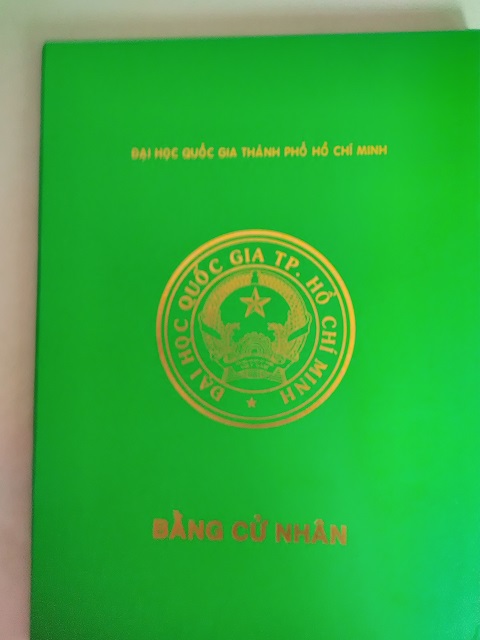 ĐẠI HỌC QUỐC GIA THÀNH PHỐ HỒ CHÍ MINH
ĐẠI HỌC QUỐC GIA TP. HỒ CHÍ MINH
BẰNG CỬ NHÂN